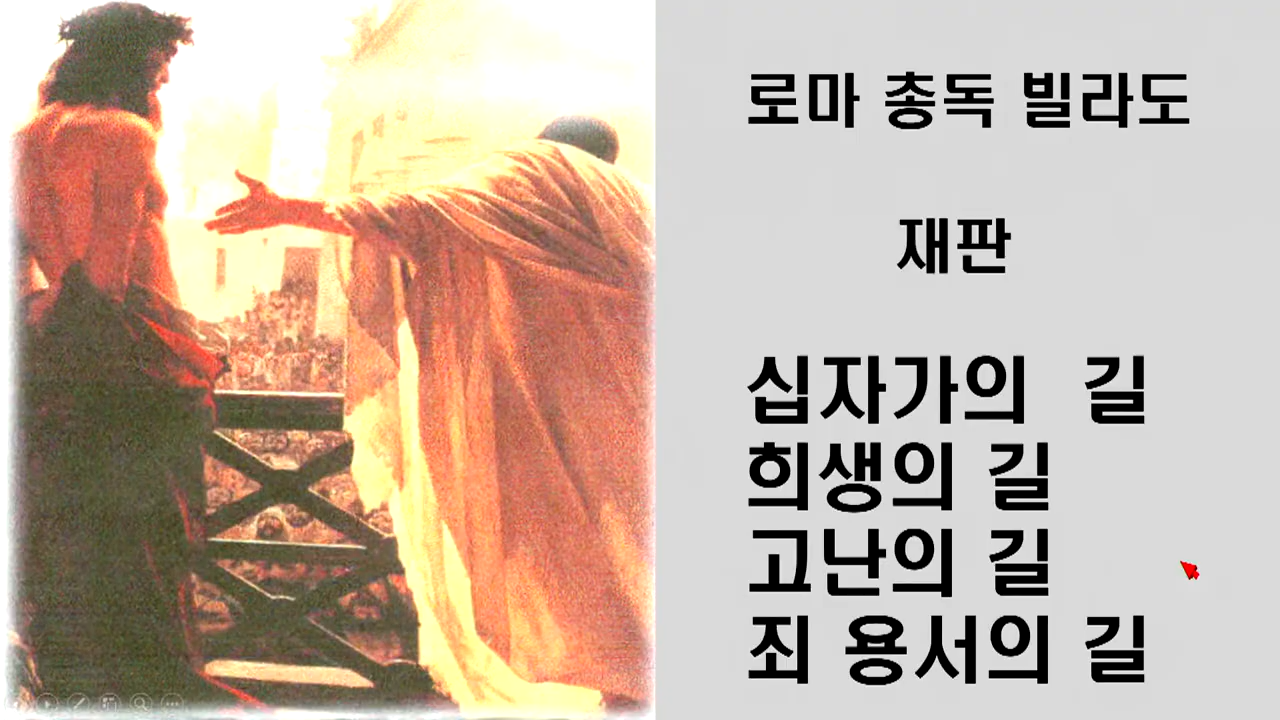 로마 총독 빌라도
재판
십자가의 길
희생의 길
고난의 길
죄 용서의 길